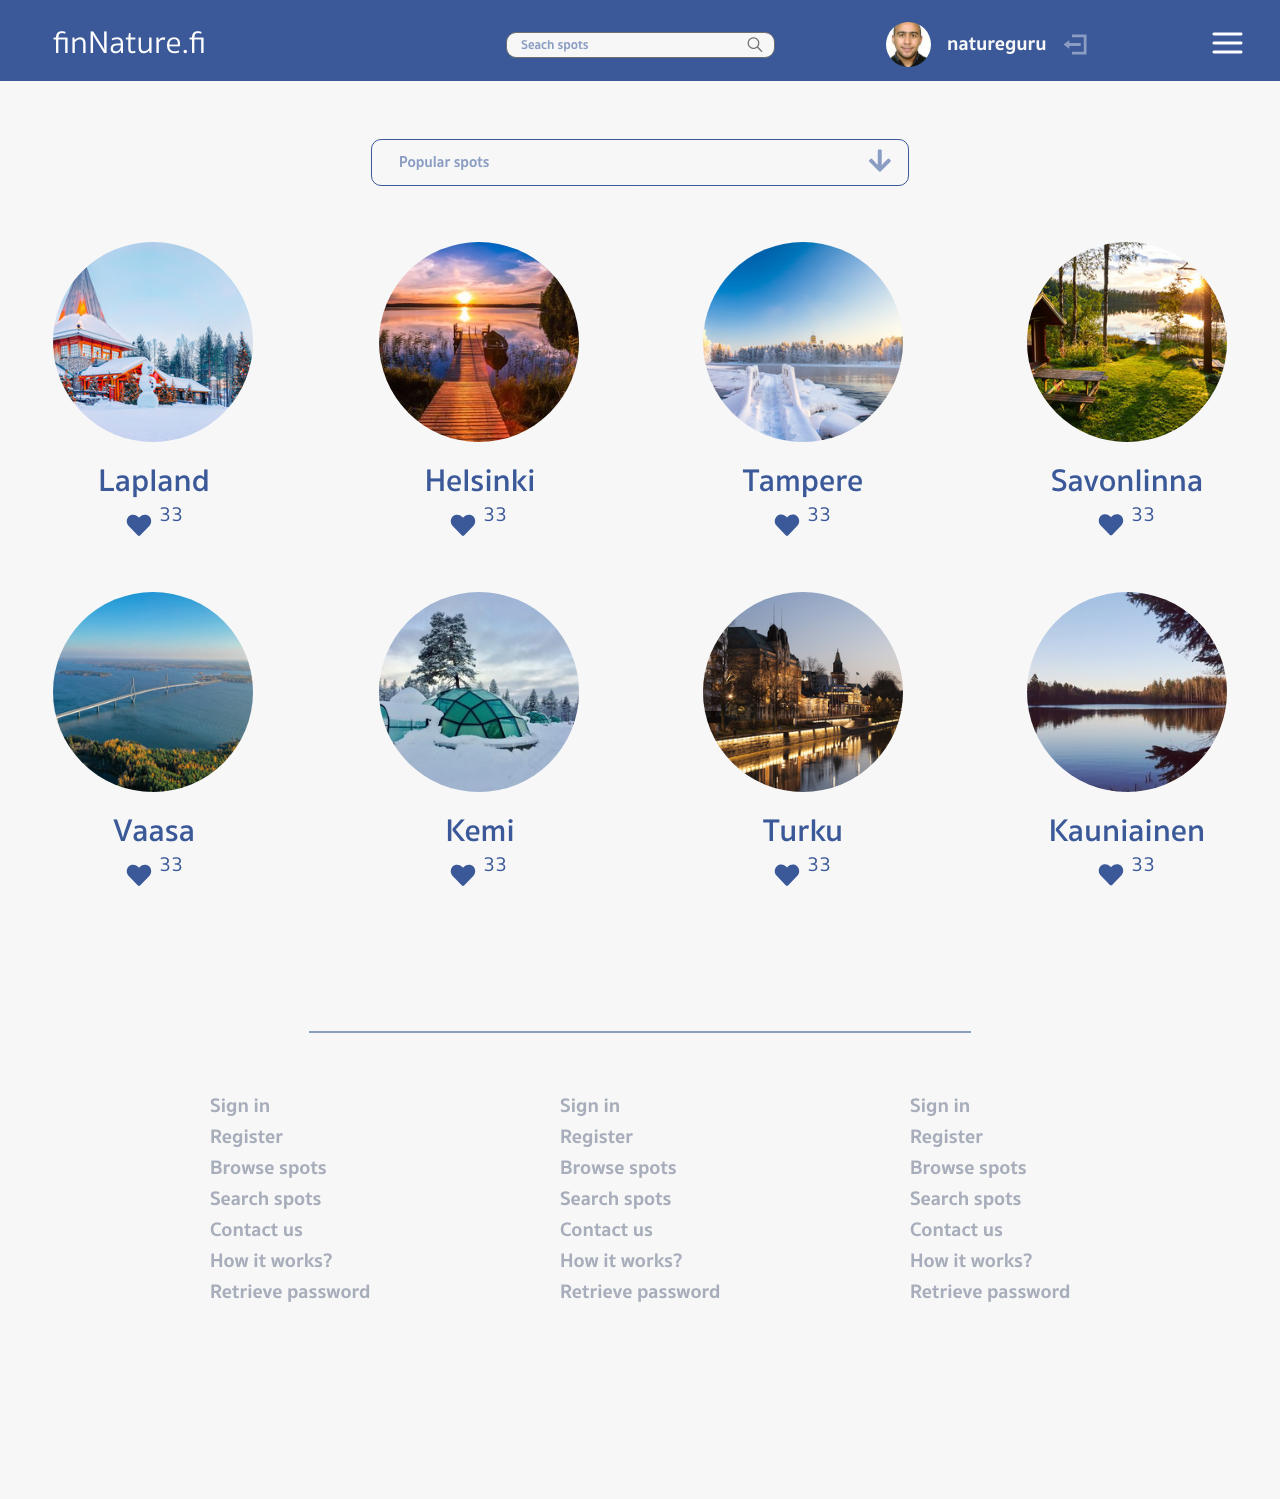 finNature.fi
Seach spots
natureguru
Popular spots
Lapland
33
Helsinki
33
Tampere
33
Savonlinna
33
Vaasa
33
Kemi
33
Turku
33
Kauniainen
33
Sign in
Register
Browse spots
Search spots
Contact us
How it works?
Retrieve password
Sign in
Register
Browse spots
Search spots
Contact us
How it works?
Retrieve password
Sign in
Register
Browse spots
Search spots
Contact us
How it works?
Retrieve password